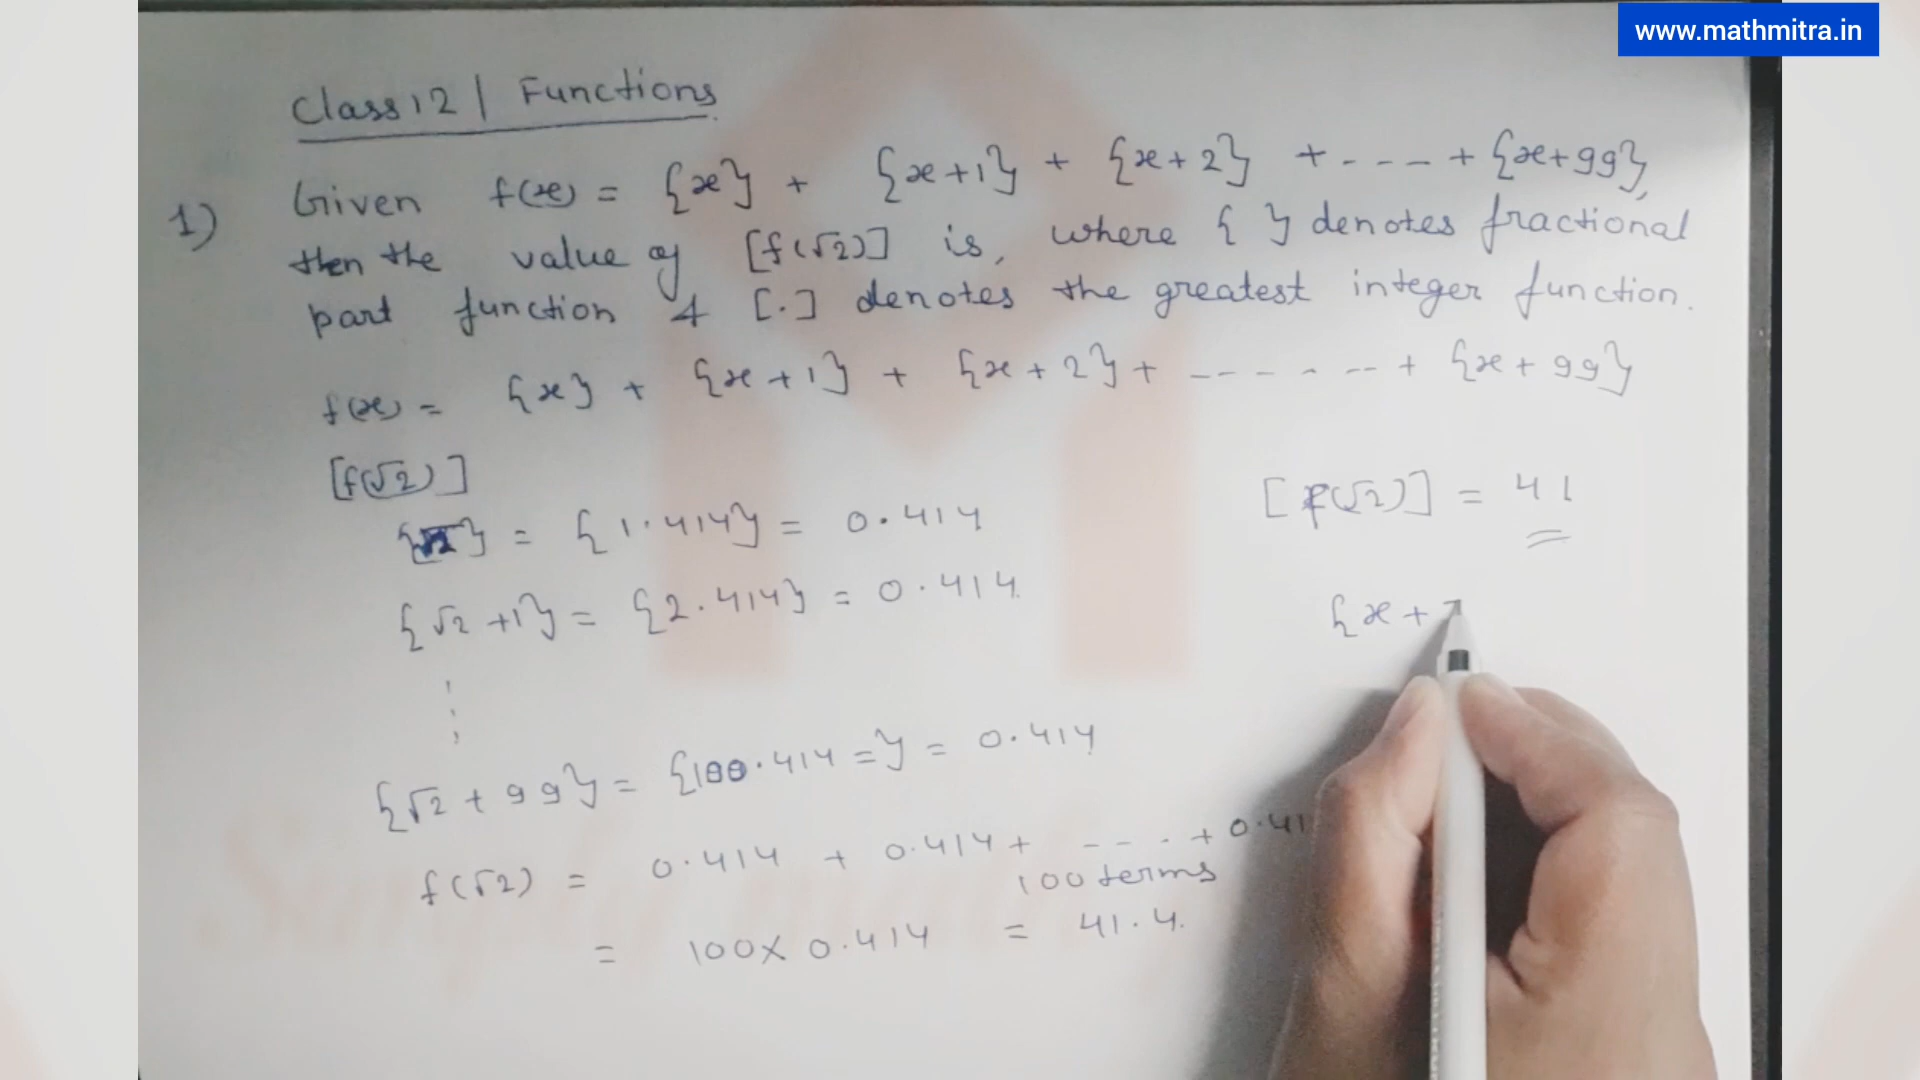 www.mathmitra.in
Class 12 | Functions
1) Given f(x) = {x} + {x+1} + {x+2} + - - - - + {x+99},
then the value of [f(√2)] is, where { } denotes fractional
part function & [.] denotes the greatest integer function.
f(x) = {x} + {x+1} + {x+2} + - - - - - - + {x+99}
[f(√2)]
{√2} = {1.414} = 0.414
[f(√2)] = 41
{√2+1} = {2.414} = 0.414
{x +
{√2+99} = {100.414=} = 0.414
f(√2) = 0.414 + 0.414 + - - - . + 0.41
100 terms
= 100 X 0.414 = 41.4.